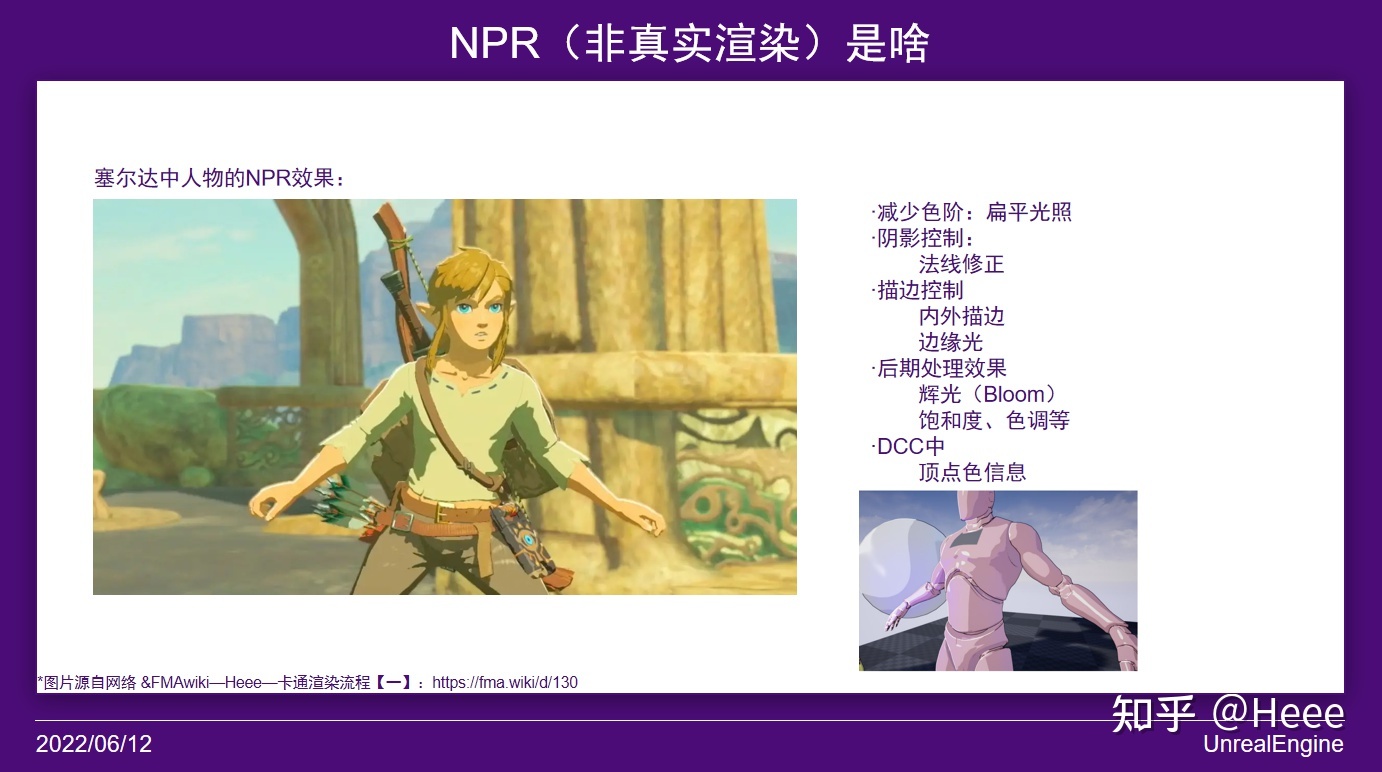 NPR（非真实渲染）是啥
塞尔达中人物的NPR效果：
·减少色阶：扁平光照
·阴影控制：
法线修正
·描边控制
内外描边
边缘光
·后期处理效果
辉光（Bloom）
饱和度、色调等
·DCC中
顶点色信息
*图片源自网络 &FMAwiki—Heee—卡通渲染流程【一】：https://fma.wiki/d/130
知乎 @Heee
2022/06/12
UnrealEngine